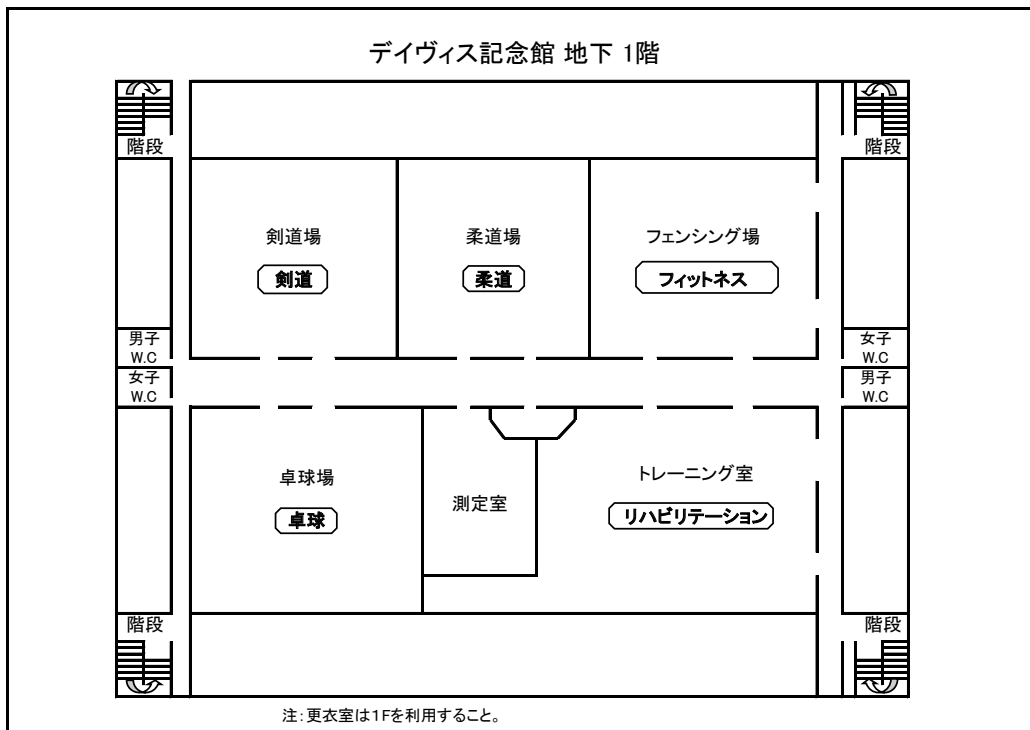 デイヴィス記念館 地下 1階
階段
階段
剣道場
柔道場
フェンシング場
剣道
柔道
フィットネス
男子
W.C
女子
W.C
女子
W.C
男子
W.C
卓球場
測定室
トレーニング室
卓球
リハビリテーション
階段
階段
注：更衣室は1Fを利用すること。